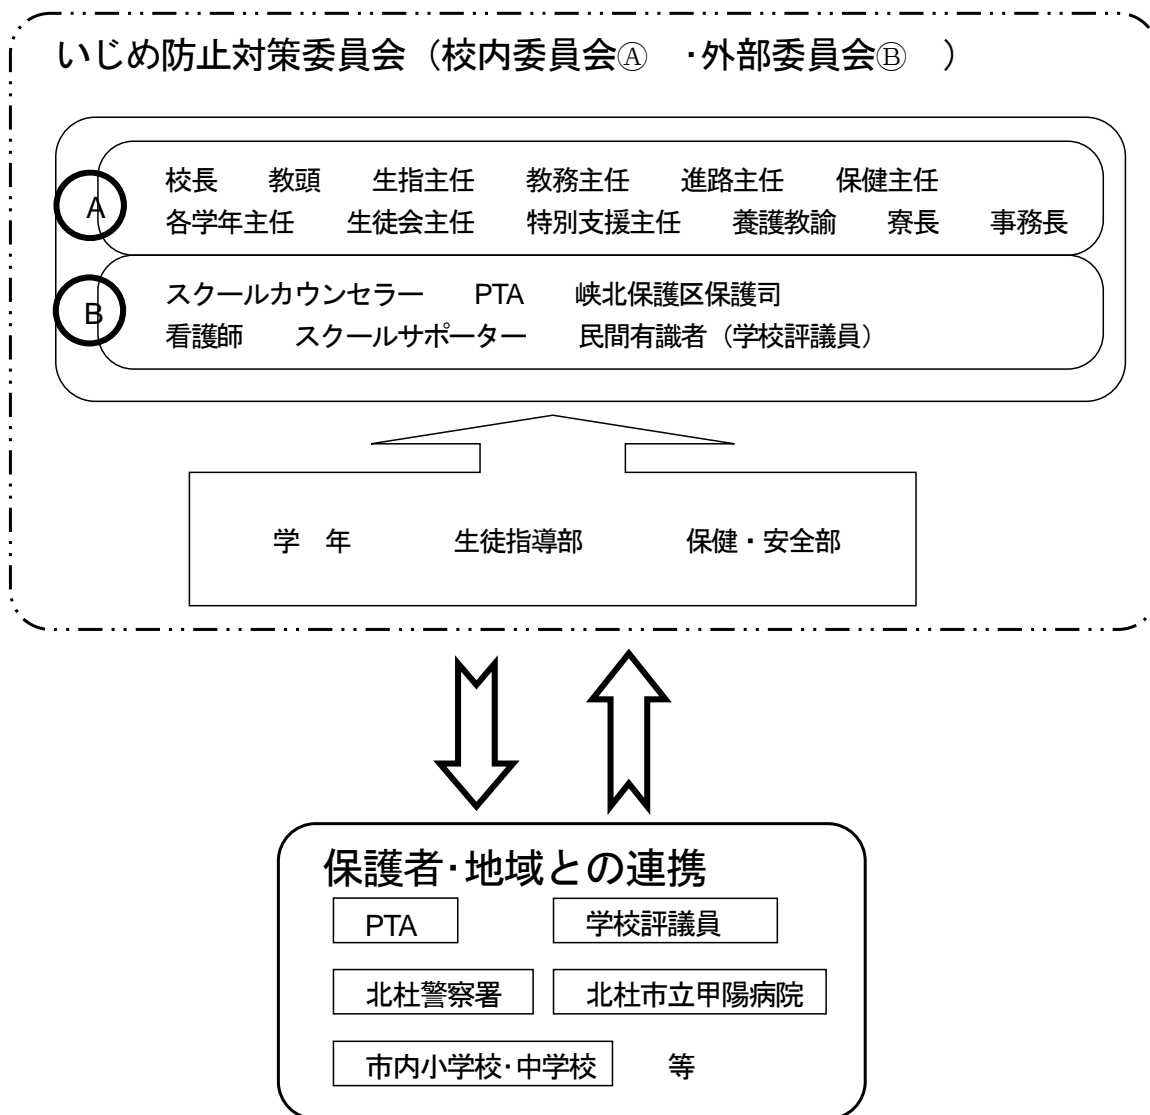 いじめ防止対策委員会（校内委員会Ⓐ　・外部委員会Ⓑ　）
A
校長　教頭　生指主任　教務主任　進路主任　保健主任
各学年主任　生徒会主任　特別支援主任　養護教諭　寮長　事務長
B
スクールカウンセラー　PTA　峡北保護区保護司
看護師　スクールサポーター　民間有識者（学校評議員）
学　年　生徒指導部　保健・安全部
保護者・地域との連携
PTA　学校評議員
北杜警察署　北杜市立甲陽病院
市内小学校・中学校　等